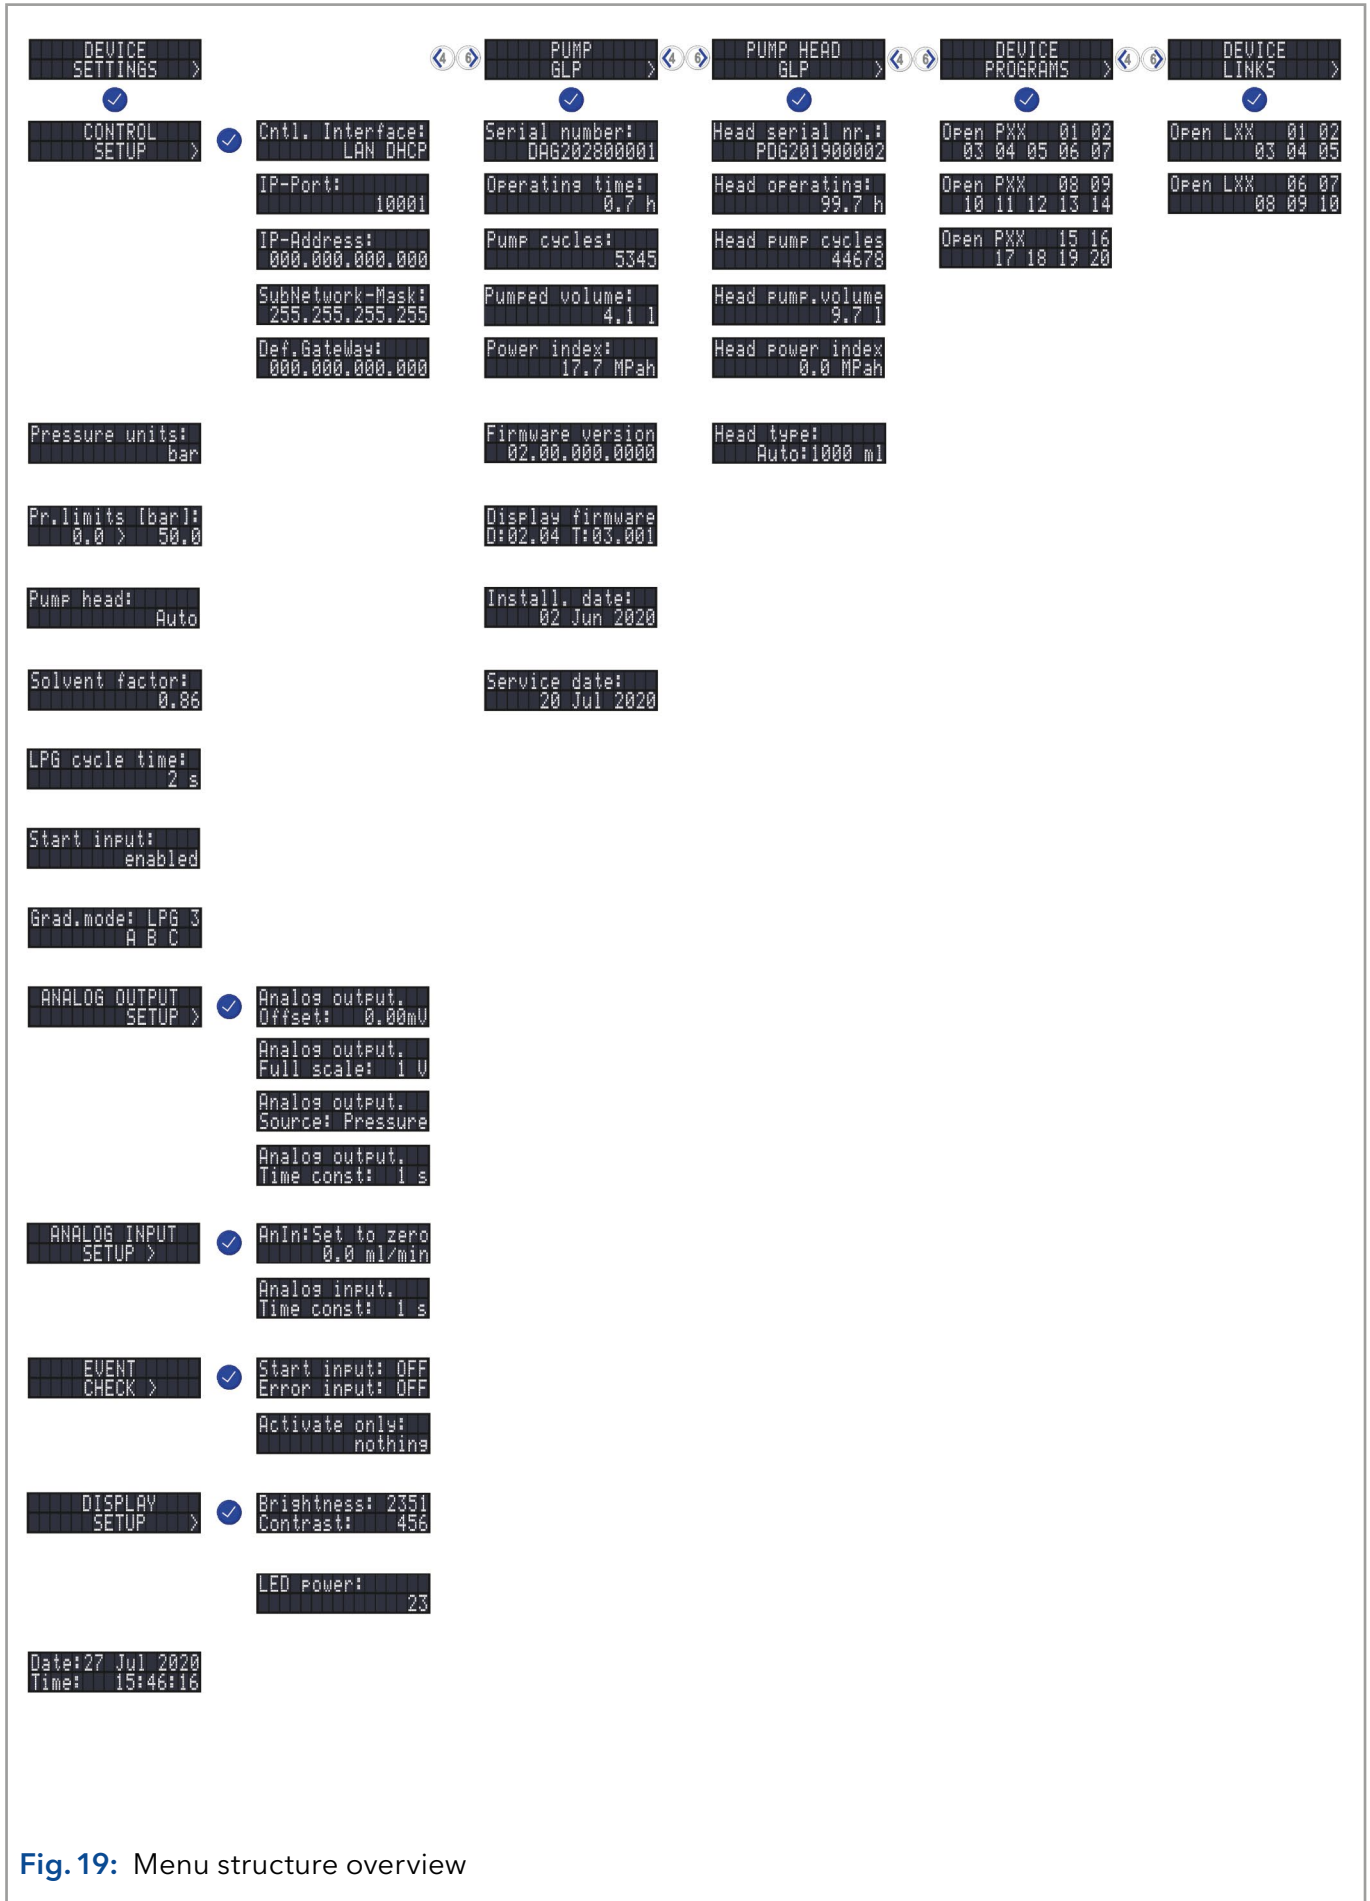 DEVICE
SETTINGS >
4 6
PUMP
GLP >
4 6
PUMP HEAD
GLP >
4 6
DEVICE
PROGRAMS >
4 6
DEVICE
LINKS >
CONTROL
SETUP >
Cntl. Interface:
LAN DHCP
IP-Port:
10001
IP-Address:
000.000.000.000
SubNetwork-Mask:
255.255.255.255
Def.GateWay:
000.000.000.000
Serial number:
DAG202800001
Operating time:
0.7 h
Pump cycles:
5345
Pumped volume:
4.1 l
Power index:
17.7 MPah
Firmware version
02.00.000.0000
Display firmware
D:02.04 T:03.001
Install. date:
02 Jun 2020
Service date:
20 Jul 2020
Head serial nr.:
PDG201900002
Head operating:
99.7 h
Head pump cycles
44678
Head pump.volume
9.7 l
Head power index
0.0 MPah
Head type:
Auto:1000 ml
Open PXX 01 02
03 04 05 06 07
Open PXX 08 09
10 11 12 13 14
Open PXX 15 16
17 18 19 20
Open LXX 01 02
03 04 05
Open LXX 06 07
08 09 10
Pressure units:
bar
Pr.limits [bar]:
0.0 > 50.0
Pump head:
Auto
Solvent factor:
0.86
LPG cycle time:
2 s
Start input:
enabled
Grad.mode: LPG 3
A B C
ANALOG OUTPUT
SETUP >
Analog output.
Offset: 0.00mV
Analog output.
Full scale: 1 V
Analog output.
Source: Pressure
Analog output.
Time const: 1 s
ANALOG INPUT
SETUP >
AnIn:Set to zero
0.0 ml/min
Analog input.
Time const: 1 s
EVENT
CHECK >
Start input: OFF
Error input: OFF
Activate only:
nothing
DISPLAY
SETUP >
Brightness: 2351
Contrast: 456
LED power:
23
Date:27 Jul 2020
Time: 15:46:16
Fig. 19: Menu structure overview